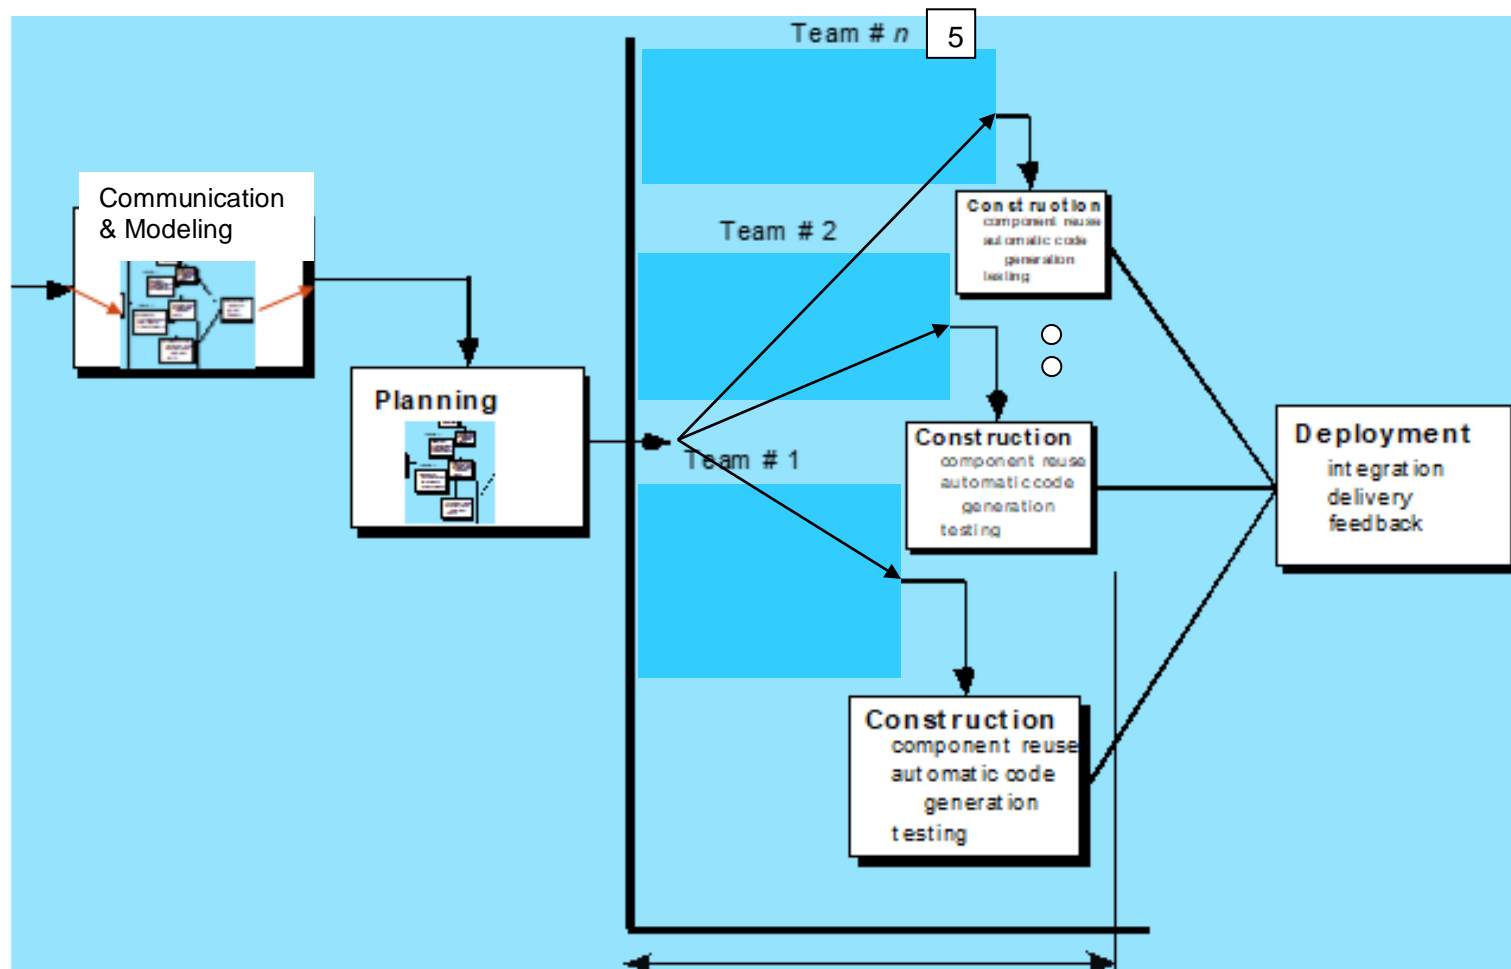 Team # n
5
Communication
& Modeling
Team # 2
Construction
component reuse
automatic code
generation
testing
Planning
Team # 1
Construction
component reuse
automatic code
generation
testing
Deployment
integration
delivery
feedback
Construction
component reuse
automatic code
generation
testing